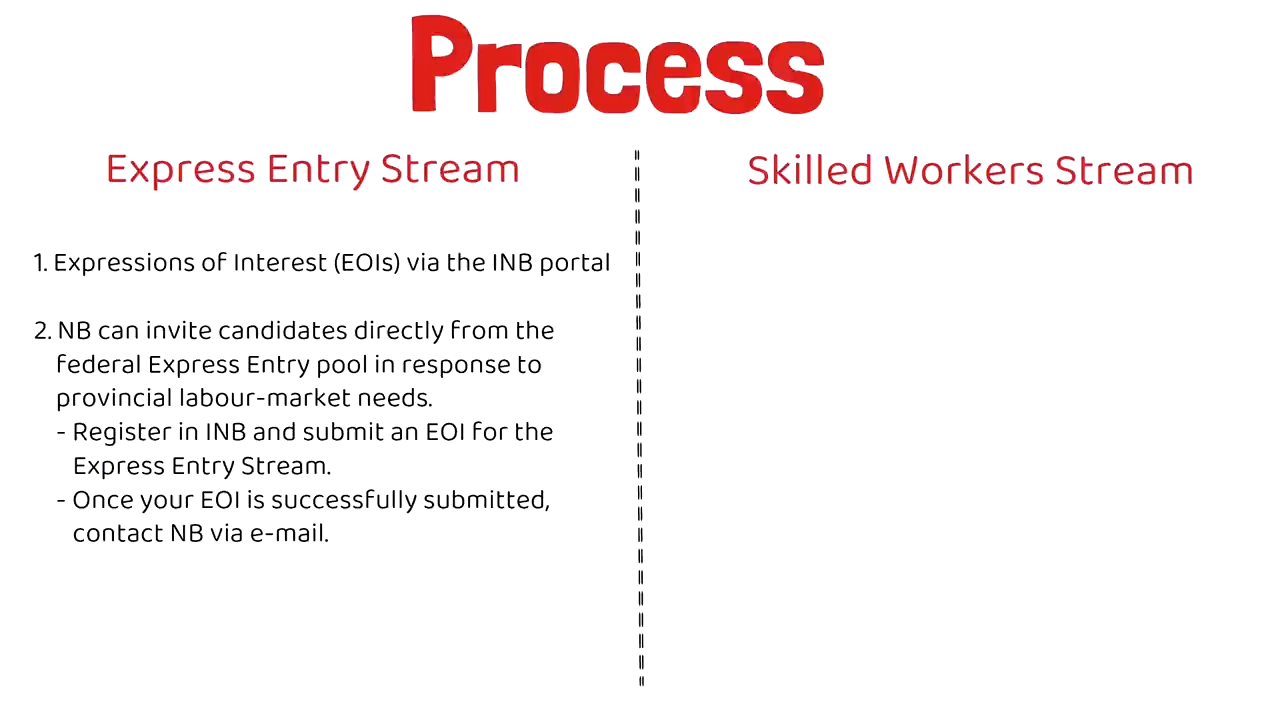 Process
Express Entry Stream
1. Expressions of Interest (EOIs) via the INB portal
2. NB can invite candidates directly from the
federal Express Entry pool in response to
provincial labour-market needs.
- Register in INB and submit an EOI for the
Express Entry Stream.
- Once your EOI is successfully submitted,
contact NB via e-mail.
Skilled Workers Stream